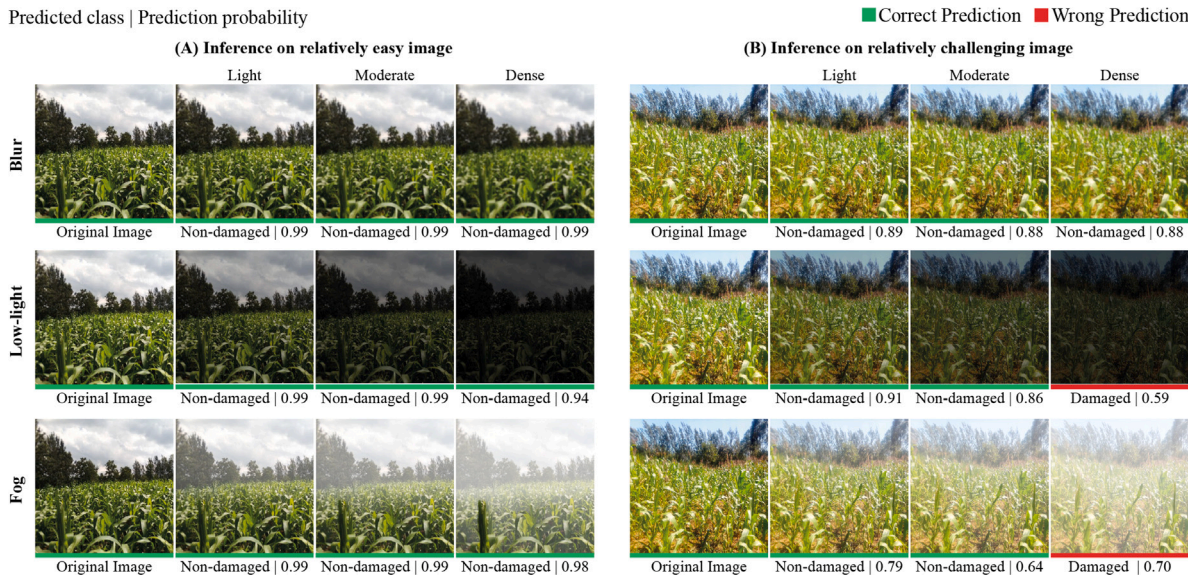 Predicted class | Prediction probability
Correct Prediction Wrong Prediction
(A) Inference on relatively easy image
(B) Inference on relatively challenging image
Light Moderate Dense
Light Moderate Dense
Blur
Original Image Non-damaged | 0.99 Non-damaged | 0.99 Non-damaged | 0.99
Original Image Non-damaged | 0.89 Non-damaged | 0.88 Non-damaged | 0.88
Low-light
Original Image Non-damaged | 0.99 Non-damaged | 0.99 Non-damaged | 0.94
Original Image Non-damaged | 0.91 Non-damaged | 0.86 Damaged | 0.59
Fog
Original Image Non-damaged | 0.99 Non-damaged | 0.99 Non-damaged | 0.98
Original Image Non-damaged | 0.79 Non-damaged | 0.64 Damaged | 0.70